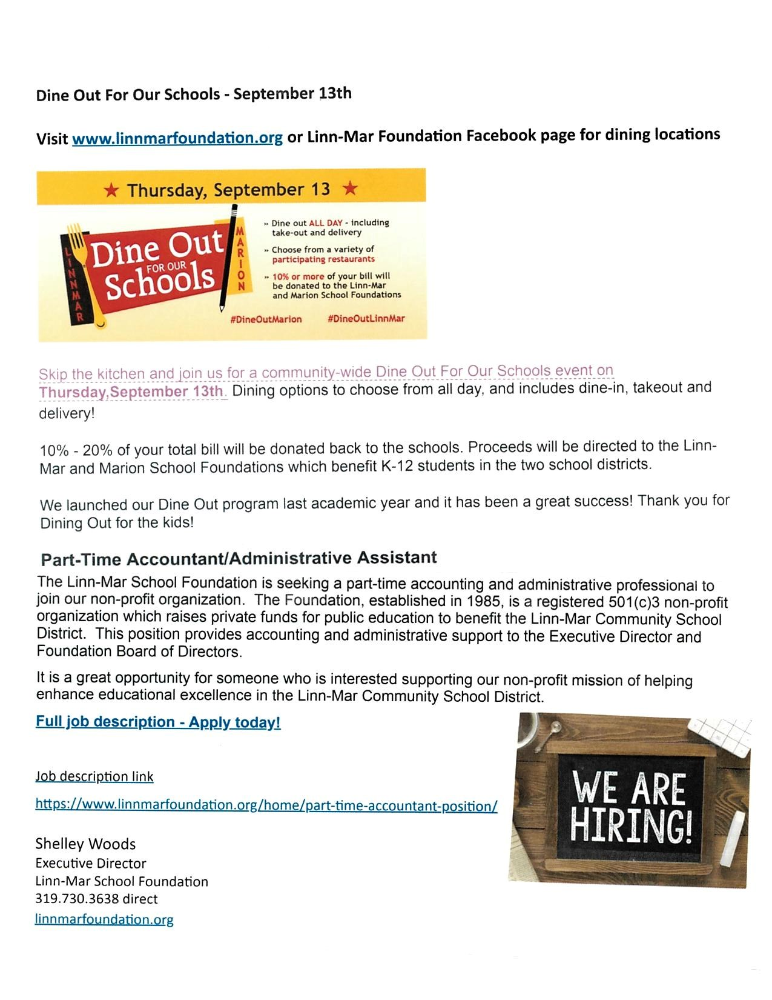 Dine Out For Our Schools - September 13th
Visit www.linnmarfoundation.org or Linn-Mar Foundation Facebook page for dining locations
★ Thursday, September 13 ★
LINNMAR
Dine Out
FOR OUR
Schools
MARION
» Dine out ALL DAY - including
take-out and delivery
» Choose from a variety of
participating restaurants
» 10% or more of your bill will
be donated to the Linn-Mar
and Marion School Foundations
#DineOutMarion #DineOutLinnMar
Skip the kitchen and join us for a community-wide Dine Out For Our Schools event on
Thursday,September 13th. Dining options to choose from all day, and includes dine-in, takeout and
delivery!
10% - 20% of your total bill will be donated back to the schools. Proceeds will be directed to the Linn-
Mar and Marion School Foundations which benefit K-12 students in the two school districts.
We launched our Dine Out program last academic year and it has been a great success! Thank you for
Dining Out for the kids!
Part-Time Accountant/Administrative Assistant
The Linn-Mar School Foundation is seeking a part-time accounting and administrative professional to
join our non-profit organization. The Foundation, established in 1985, is a registered 501(c)3 non-profit
organization which raises private funds for public education to benefit the Linn-Mar Community School
District. This position provides accounting and administrative support to the Executive Director and
Foundation Board of Directors.
It is a great opportunity for someone who is interested supporting our non-profit mission of helping
enhance educational excellence in the Linn-Mar Community School District.
Full job description - Apply today!
Job description link
https://www.linnmarfoundation.org/home/part-time-accountant-position/
WE ARE
HIRING!
Shelley Woods
Executive Director
Linn-Mar School Foundation
319.730.3638 direct
linnmarfoundation.org